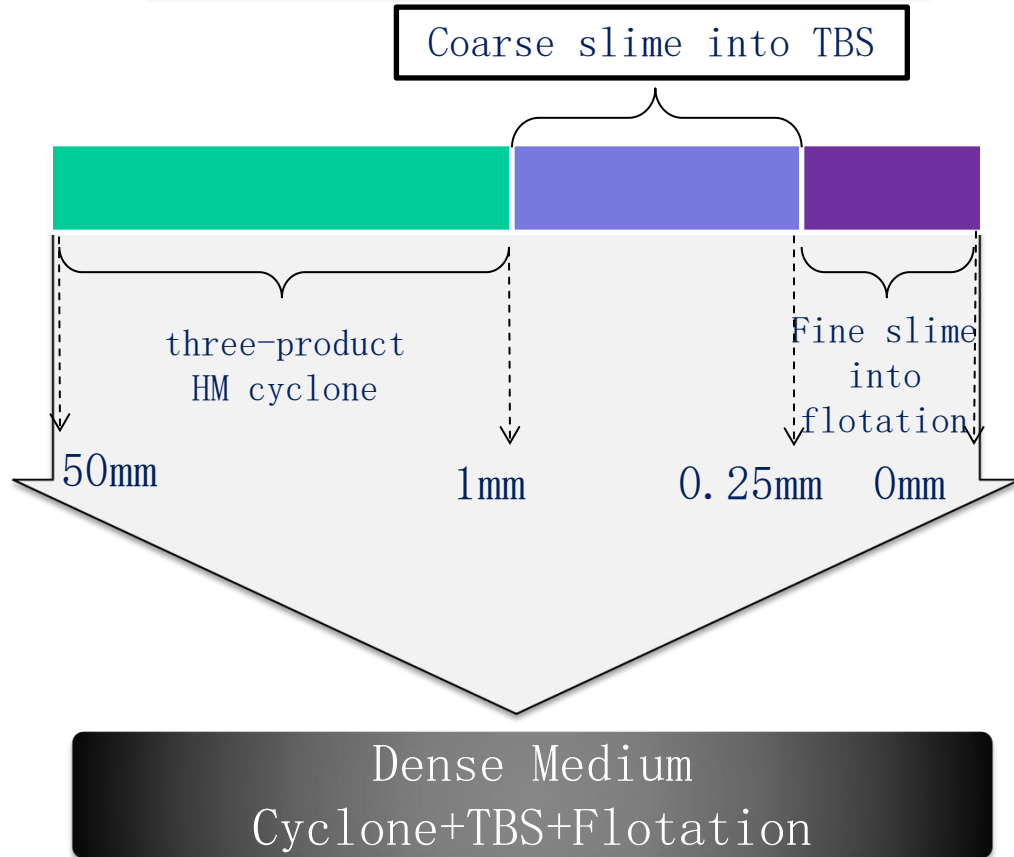 Coarse slime into TBS
three-product
HM cyclone
Fine slime
into
flotation
50mm
1mm
0.25mm
0mm
Dense Medium
Cyclone+TBS+Flotation